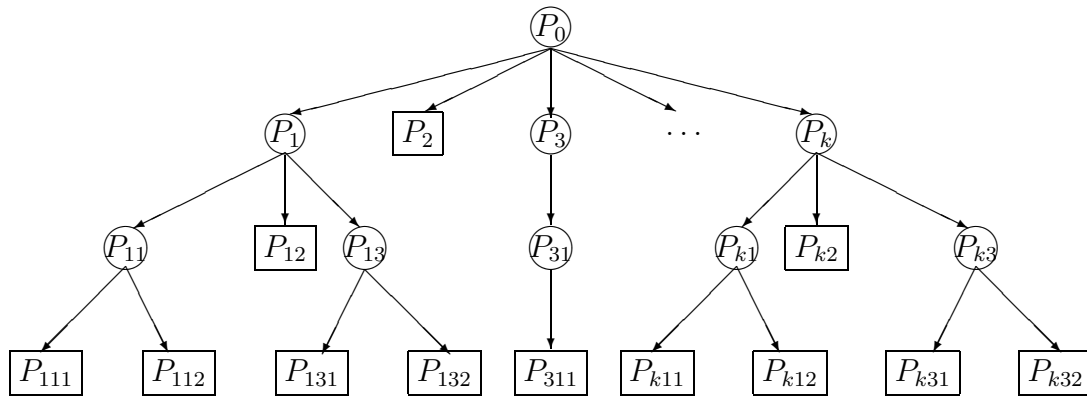 P₀
P₁ P₂ P₃ ... Pₖ
P₁₁ P₁₂ P₁₃ P₃₁ Pₖ₁ Pₖ₂ Pₖ₃
P₁₁₁ P₁₁₂ P₁₃₁ P₁₃₂ P₃₁₁ Pₖ₁₁ Pₖ₁₂ Pₖ₃₁ Pₖ₃₂